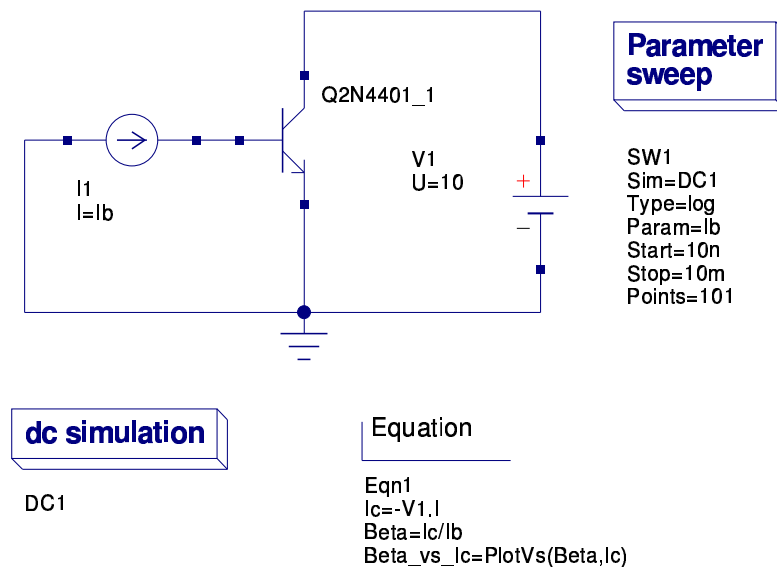 Q2N4401_1
I1
I=Ib
V1
U=10
+
−
Parameter
sweep
SW1
Sim=DC1
Type=log
Param=Ib
Start=10n
Stop=10m
Points=101
dc simulation
DC1
Equation
Eqn1
Ic=-V1.I
Beta=Ic/Ib
Beta_vs_Ic=PlotVs(Beta,Ic)